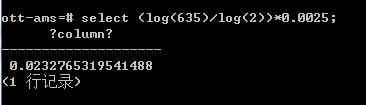 ott-ams=# select (log(635)/log(2))*0.0025;
?column?
--------------------
0.0232765319541488
(1 行记录)